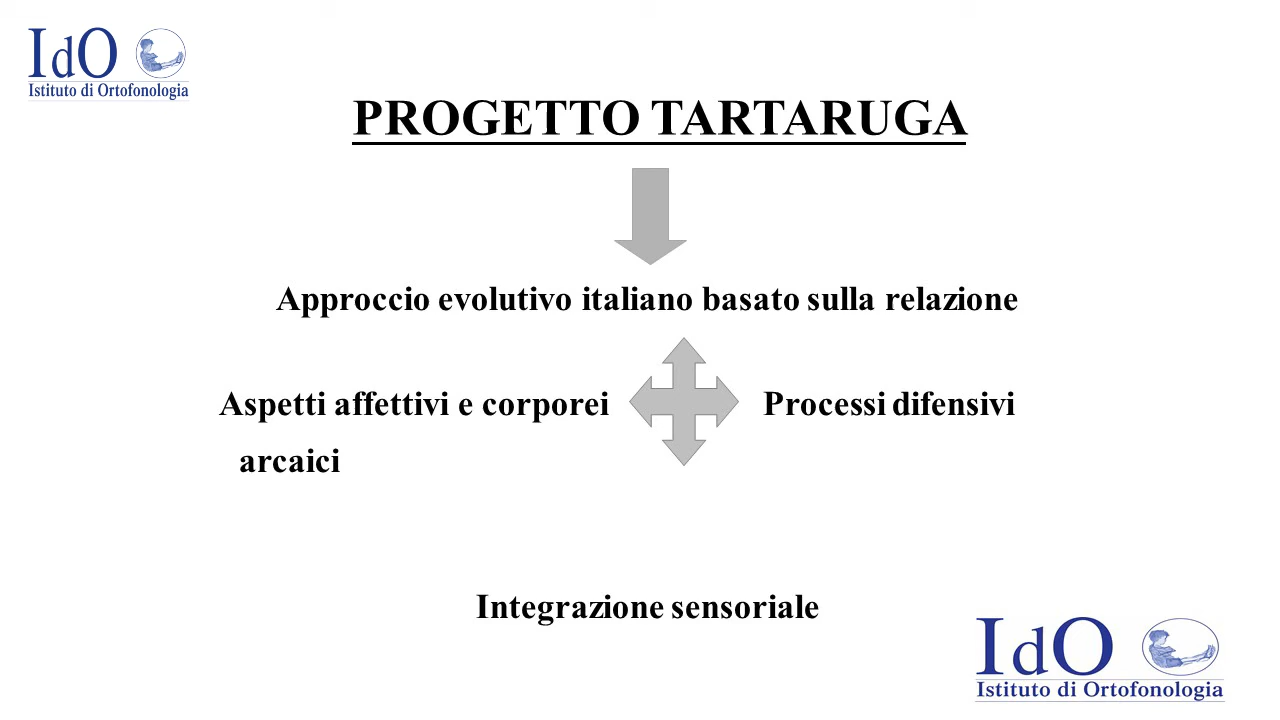 IdO
Istituto di Ortofonologia
PROGETTO TARTARUGA
Approccio evolutivo italiano basato sulla relazione
Aspetti affettivi e corporei Processi difensivi
arcaici
Integrazione sensoriale
IdO
Istituto di Ortofonologia